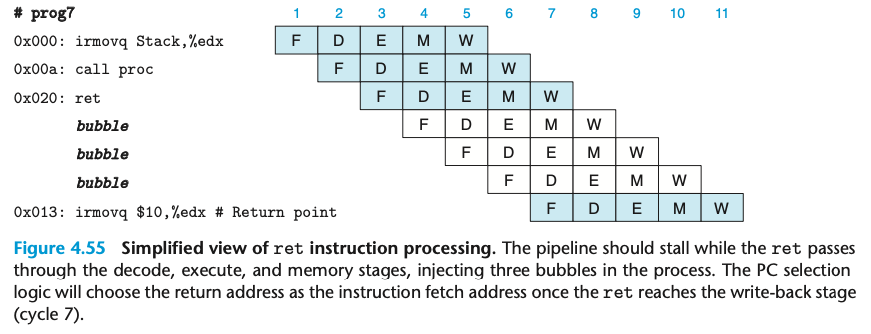 # prog7 1 2 3 4 5 6 7 8 9 10 11
0x000: irmovq Stack,%edx F D E M W
0x00a: call proc F D E M W
0x020: ret F D E M W
bubble F D E M W
bubble F D E M W
bubble F D E M W
0x013: irmovq $10,%edx # Return point F D E M W
Figure 4.55 Simplified view of ret instruction processing. The pipeline should stall while the ret passes
through the decode, execute, and memory stages, injecting three bubbles in the process. The PC selection
logic will choose the return address as the instruction fetch address once the ret reaches the write-back stage
(cycle 7).